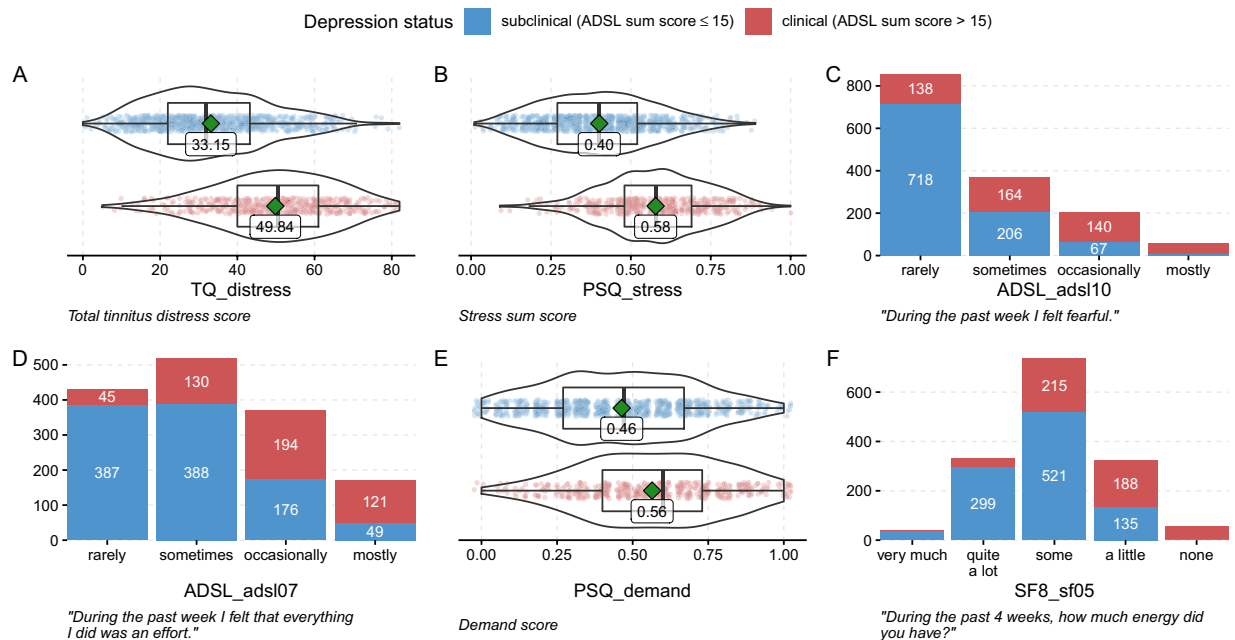 Depression status subclinical (ADSL sum score ≤ 15) clinical (ADSL sum score > 15)
A
33.15
49.84
0 20 40 60 80
TQ_distress
Total tinnitus distress score
B
0.40
0.58
0.00 0.25 0.50 0.75 1.00
PSQ_stress
Stress sum score
C
800
600
400
200
0
138
718
164
206
140
67
rarely sometimes occasionally mostly
ADSL_adsl10
"During the past week I felt fearful."
D
500
400
300
200
100
0
45
387
130
388
194
176
121
49
rarely sometimes occasionally mostly
ADSL_adsl07
"During the past week I felt that everything
I did was an effort."
E
0.46
0.56
0.00 0.25 0.50 0.75 1.00
PSQ_demand
Demand score
F
600
400
200
0
299
215
521
188
135
very much quite some a little none
a lot
SF8_sf05
"During the past 4 weeks, how much energy did
you have?"